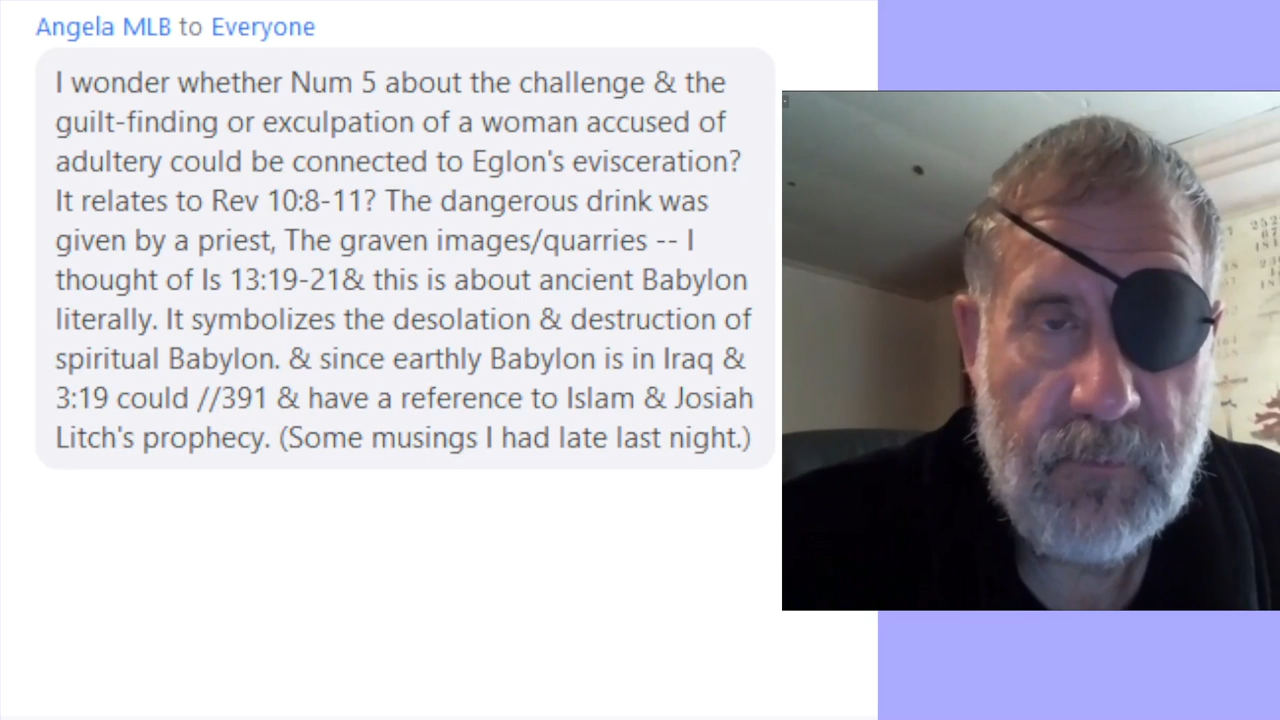 Angela MLB to Everyone
I wonder whether Num 5 about the challenge & the
guilt-finding or exculpation of a woman accused of
adultery could be connected to Eglon's evisceration?
It relates to Rev 10:8-11? The dangerous drink was
given by a priest, The graven images/quarries -- I
thought of Is 13:19-21& this is about ancient Babylon
literally. It symbolizes the desolation & destruction of
spiritual Babylon. & since earthly Babylon is in Iraq &
3:19 could //391 & have a reference to Islam & Josiah
Litch's prophecy. (Some musings I had late last night.)